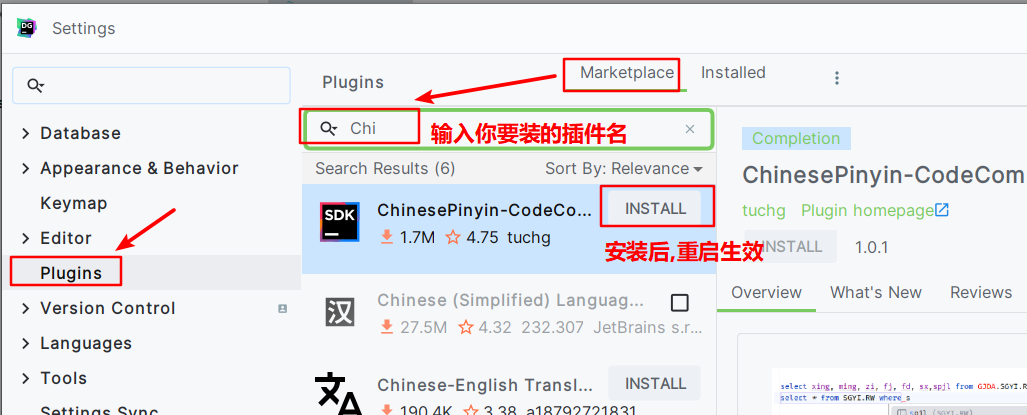 DG Settings
Plugins
Marketplace
Installed
Chi
输入你要装的插件名
Database
Appearance & Behavior
Keymap
Editor
Plugins
Version Control
Languages
Tools
Settings Sync
Search Results (6)
Sort By: Relevance
SDK
ChinesePinyin-CodeCo...
INSTALL
1.7M 4.75 tuchg
安装后,重启生效
汉
Chinese (Simplified) Languag...
27.5M 4.32 232.307 JetBrains s.r...
文A
Chinese-English Transl...
INSTALL
190.4K 3.38 a18792721831
Completion
ChinesePinyin-CodeCom
tuchg Plugin homepage
INSTALL 1.0.1
Overview What's New Reviews
select xing, ming, zi, fj, fd, sx,spjl from GJDA.SGYI.R
select * from SGYI.RW where s
spjl (SGYI.RW)